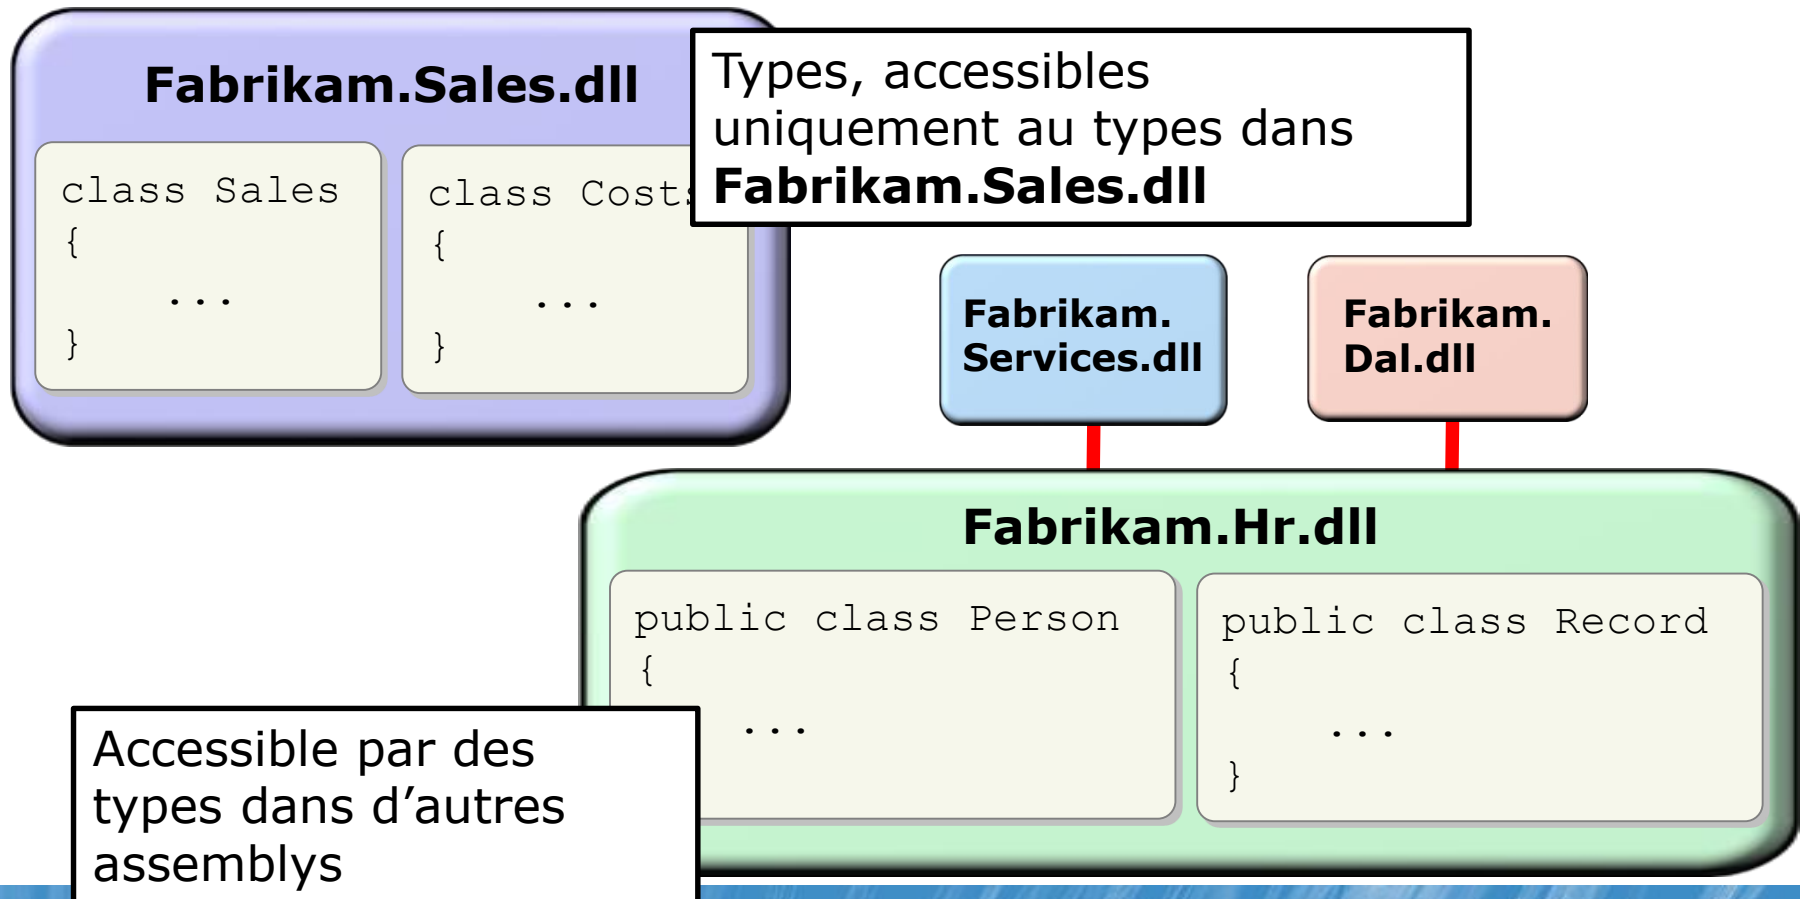 Fabrikam.Sales.dll
class Sales
{
...
}
class Costs
{
...
}
Types, accessibles
uniquement au types dans
Fabrikam.Sales.dll
Fabrikam.
Services.dll
Fabrikam.
Dal.dll
Fabrikam.Hr.dll
public class Person
{
...
public class Record
{
...
}
Accessible par des
types dans d’autres
assemblys